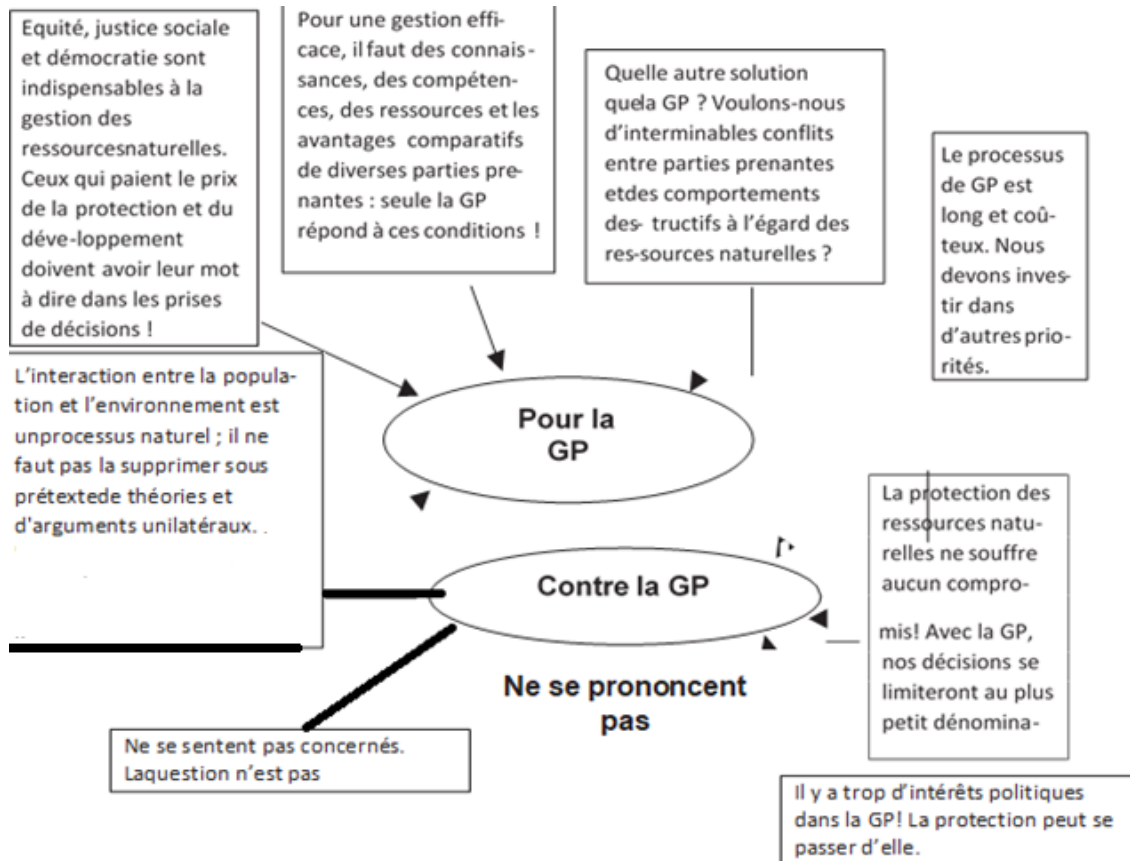 Equité, justice sociale
et démocratie sont
indispensables à la
gestion des
ressourcesnaturelles.
Ceux qui paient le prix
de la protection et du
déve-loppement
doivent avoir leur mot
à dire dans les prises
de décisions !
Pour une gestion effi-
cace, il faut des connais-
sances, des compéten-
ces, des ressources et les
avantages comparatifs
de diverses parties pre-
nantes : seule la GP
répond à ces conditions !
Quelle autre solution
quela GP ? Voulons-nous
d'interminables conflits
entre parties prenantes
etdes comportements
des- tructifs à l'égard des
res-sources naturelles ?
Le processus
de GP est
long et coû-
teux. Nous
devons inves-
tir dans
d'autres prio-
rités.
L'interaction entre la popula-
tion et l'environnement est
unprocessus naturel ; il ne
faut pas la supprimer sous
prétextede théories et
d'arguments unilatéraux. .
Pour la
GP
La protection des
ressources natu-
relles ne souffre
aucun compro-
mis! Avec la GP,
nos décisions se
limiteront au plus
petit dénomina-
Contre la GP
Ne se prononcent
pas
Ne se sentent pas concernés.
Laquestion n'est pas
Il y a trop d'intérêts politiques
dans la GP! La protection peut se
passer d'elle.